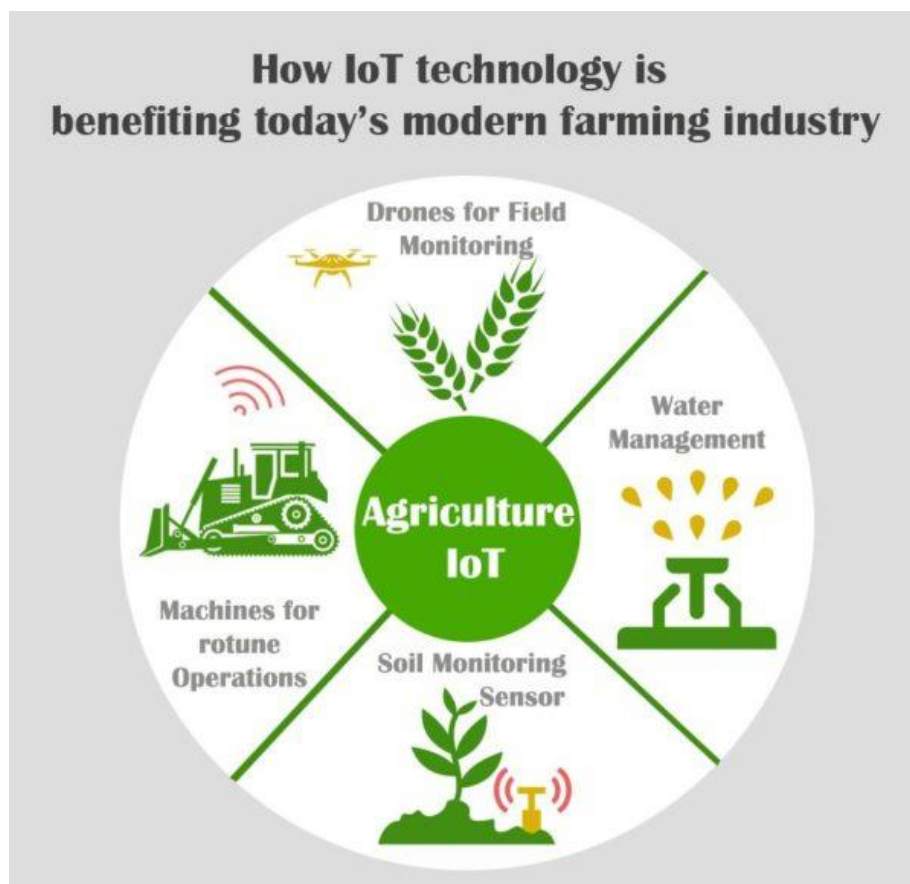 How IoT technology is
benefiting today's modern farming industry
Drones for Field
Monitoring
Water
Management
Agriculture
IoT
Machines for
rotune
Operations
Soil Monitoring
Sensor